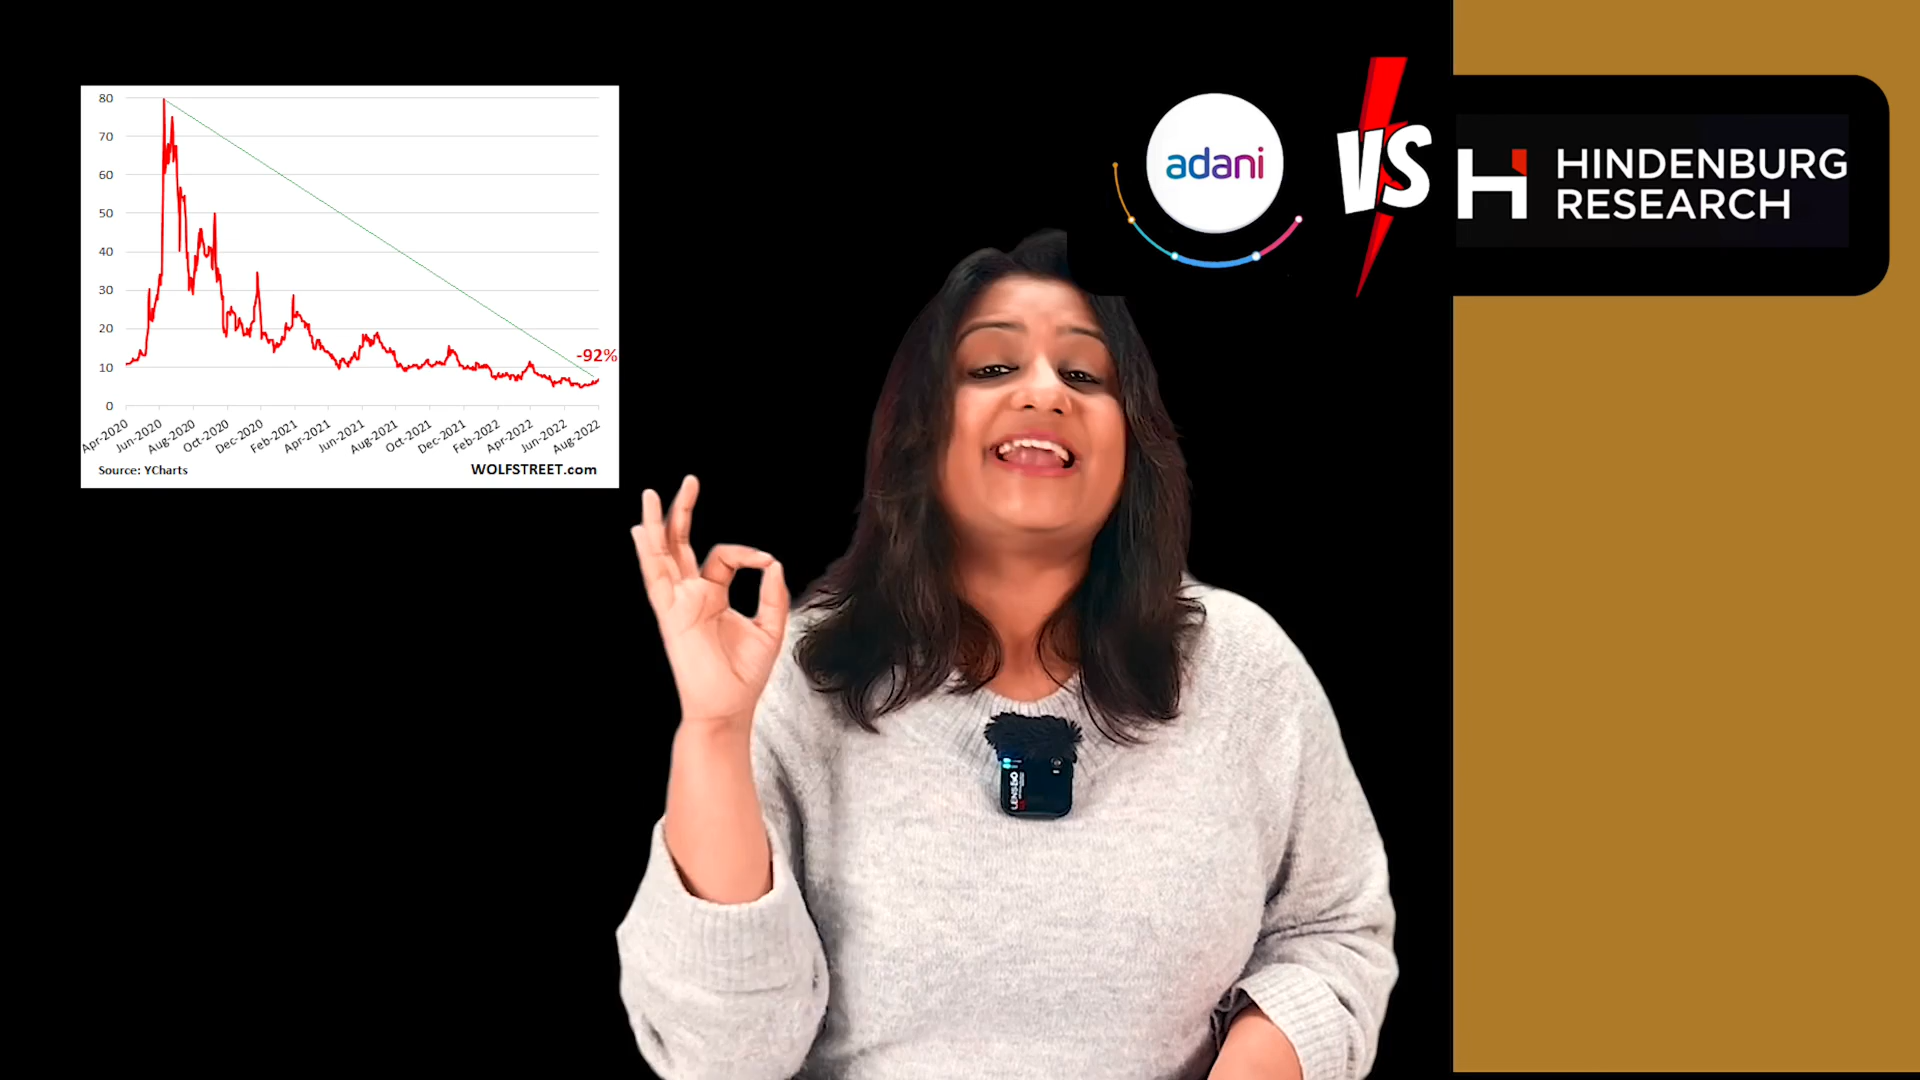 80
70
60
50
40
30
20
10
0
-92%
Apr-2020
Jun-2020
Aug-2020
Oct-2020
Dec-2020
Feb-2021
Apr-2021
Jun-2021
Aug-2021
Oct-2021
Dec-2021
Feb-2022
Apr-2022
Jun-2022
Aug-2022
Source: YCharts
WOLFSTREET.com
adani
VS
HINDENBURG
RESEARCH
LENSGO